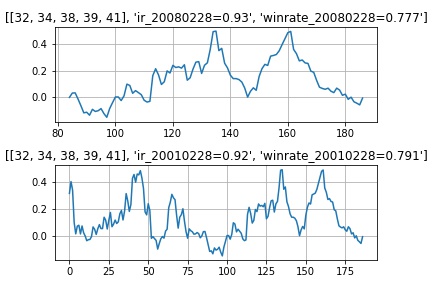 [[32, 34, 38, 39, 41], 'ir_20080228=0.93', 'winrate_20080228=0.777']
0.4
0.2
0.0
80 100 120 140 160 180
[[32, 34, 38, 39, 41], 'ir_20010228=0.92', 'winrate_20010228=0.791']
0.4
0.2
0.0
0 25 50 75 100 125 150 175